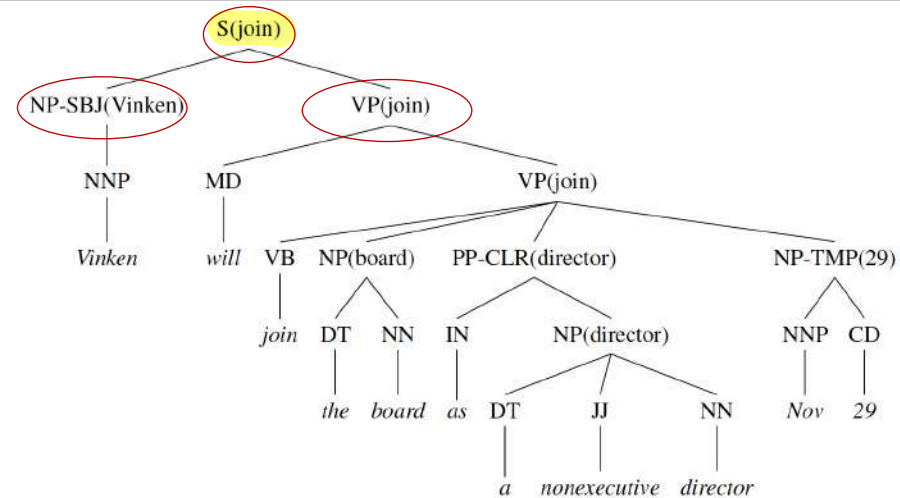 S(join)
NP-SBJ(Vinken) VP(join)
NNP MD VP(join)
Vinken will VB NP(board) PP-CLR(director) NP-TMP(29)
join DT NN IN NP(director) NNP CD
the board as DT JJ NN Nov 29
a nonexecutive director